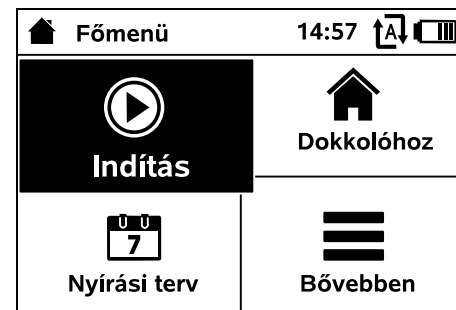 Főmenü 14:57 A
Indítás
Dokkolóhoz
7
Nyírási terv
Bővebben